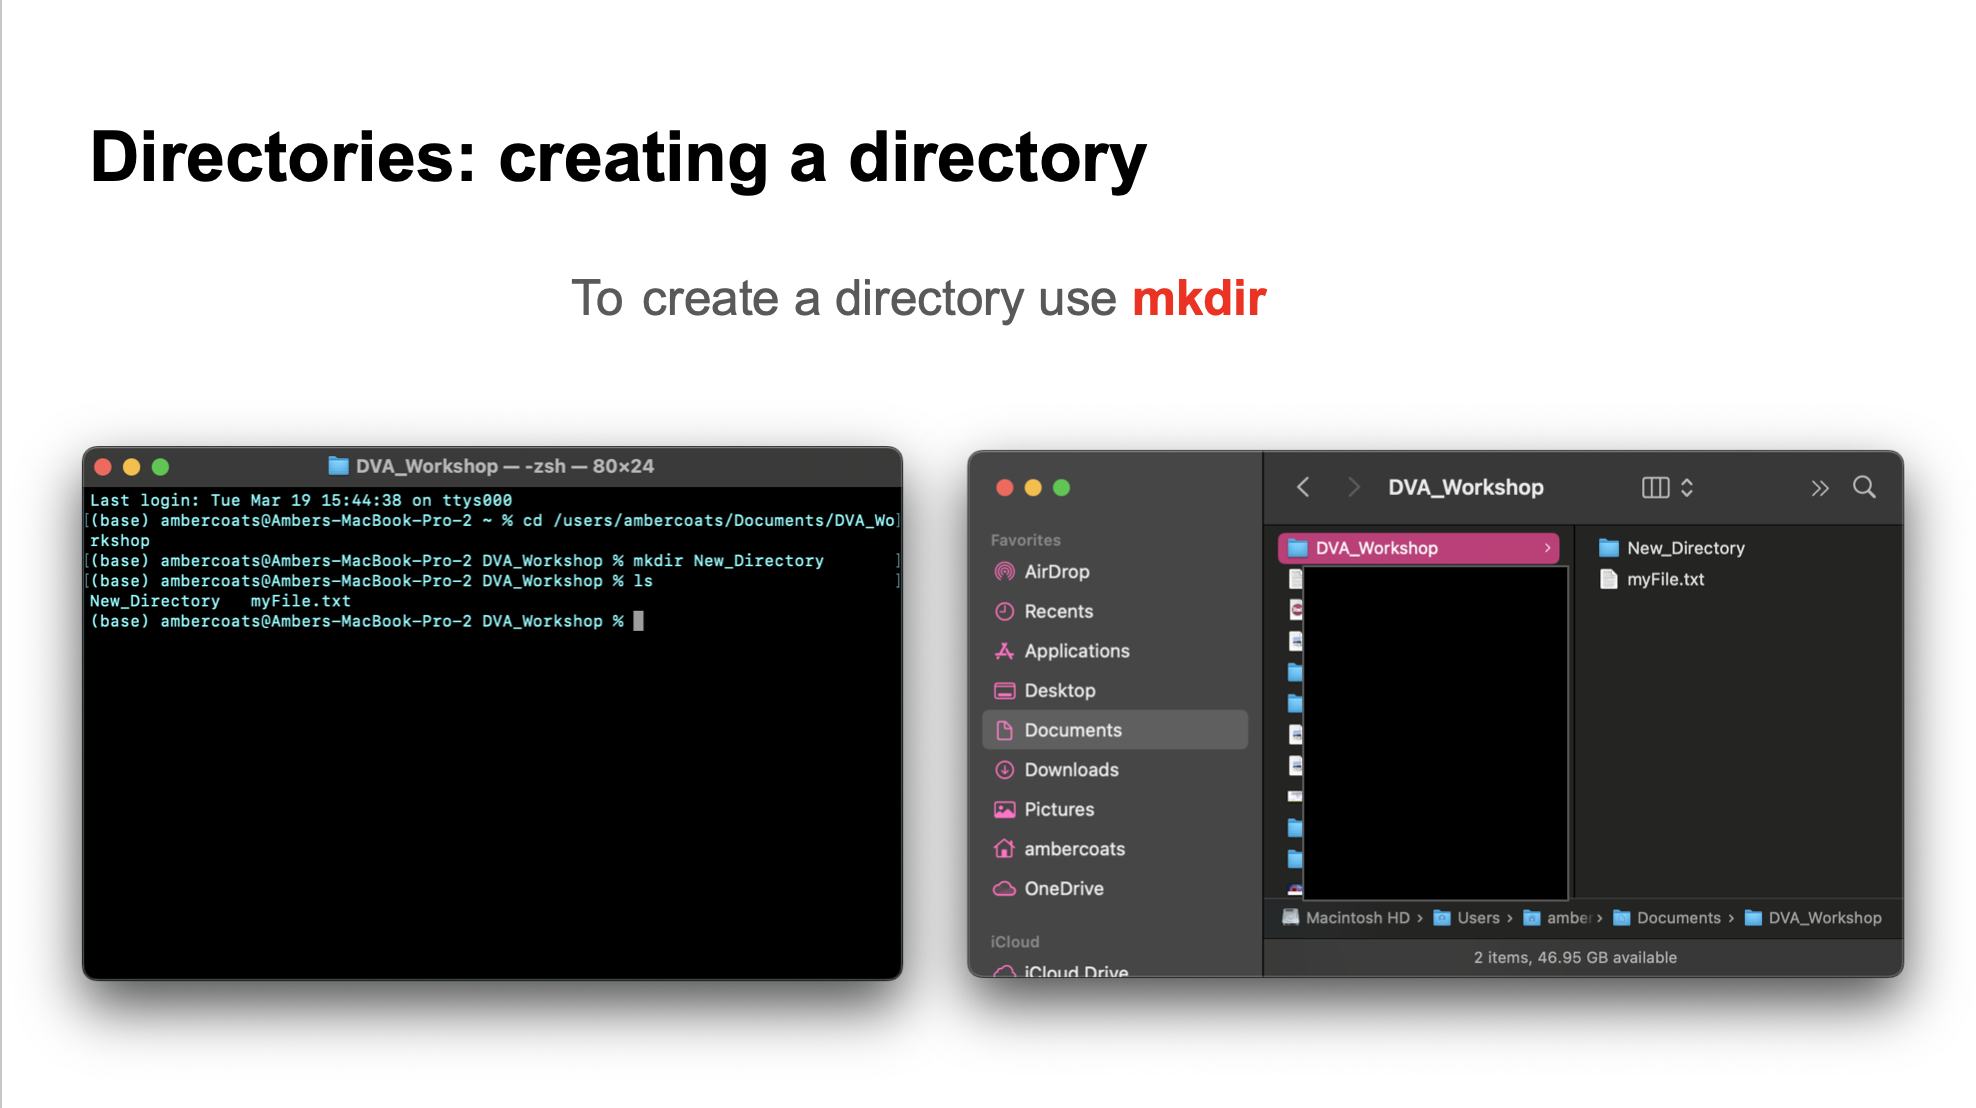 Directories: creating a directory
To create a directory use mkdir
DVA_Workshop — -zsh — 80×24
Last login: Tue Mar 19 15:44:38 on ttys000
[(base) ambercoats@Ambers-MacBook-Pro-2 ~ % cd /users/ambercoats/Documents/DVA_Wo]
rkshop
[(base) ambercoats@Ambers-MacBook-Pro-2 DVA_Workshop % mkdir New_Directory ]
[(base) ambercoats@Ambers-MacBook-Pro-2 DVA_Workshop % ls ]
New_Directory myFile.txt
(base) ambercoats@Ambers-MacBook-Pro-2 DVA_Workshop %
DVA_Workshop
Favorites
AirDrop
Recents
Applications
Desktop
Documents
Downloads
Pictures
ambercoats
OneDrive
iCloud
iCloud Drive
DVA_Workshop
New_Directory
myFile.txt
Macintosh HD › Users › amber › Documents › DVA_Workshop
2 items, 46.95 GB available